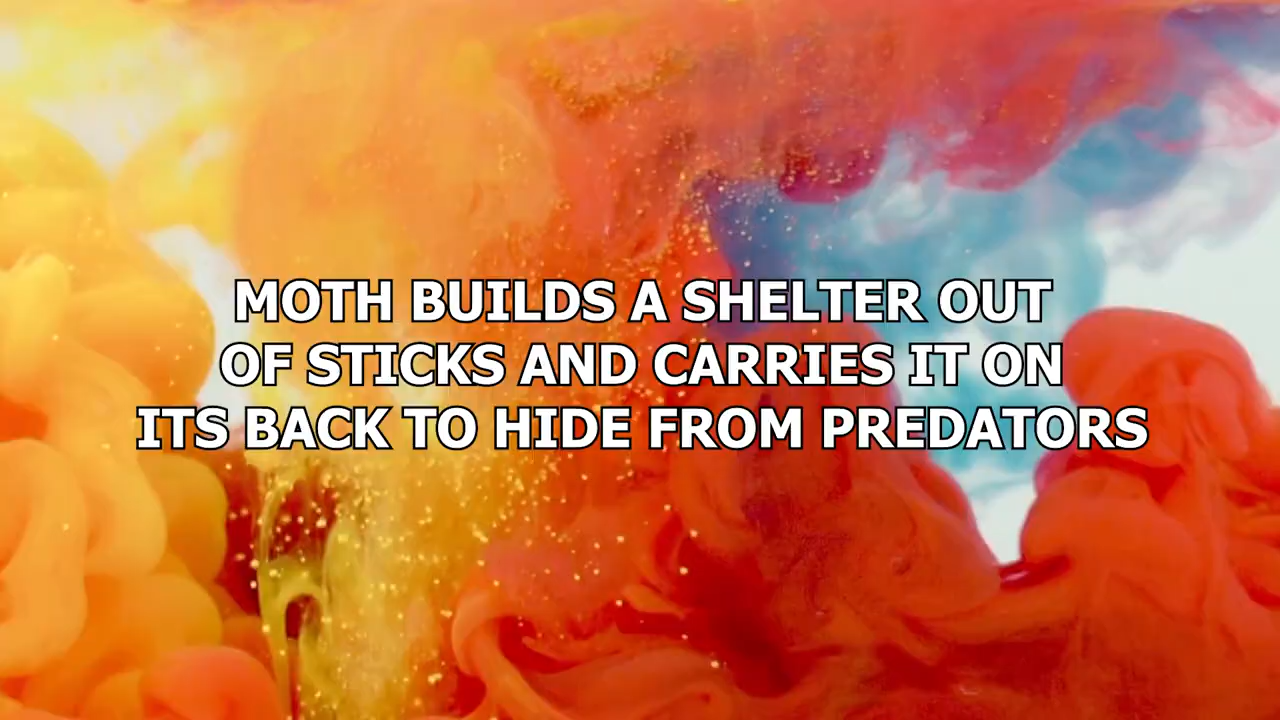 MOTH BUILDS A SHELTER OUT
OF STICKS AND CARRIES IT ON
ITS BACK TO HIDE FROM PREDATORS